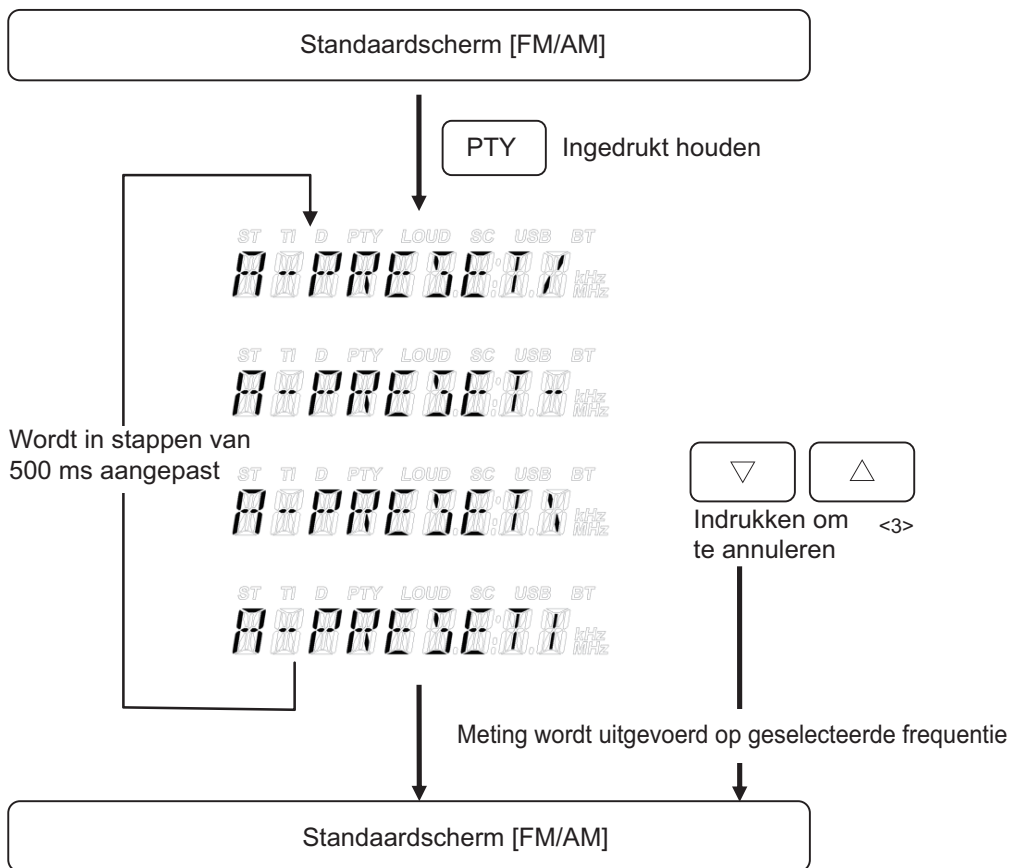 Standaardscherm [FM/AM]
PTY Ingedrukt houden
ST TI D PTY LOUD SC USB BT
A-PRESET/
kHz
MHz
ST TI D PTY LOUD SC USB BT
A-PRESET-
kHz
MHz
Wordt in stappen van
500 ms aangepast
ST TI D PTY LOUD SC USB BT
A-PRESET\
kHz
MHz
▽ △
Indrukken om
te annuleren
<3>
ST TI D PTY LOUD SC USB BT
A-PRESET|
kHz
MHz
Meting wordt uitgevoerd op geselecteerde frequentie
Standaardscherm [FM/AM]